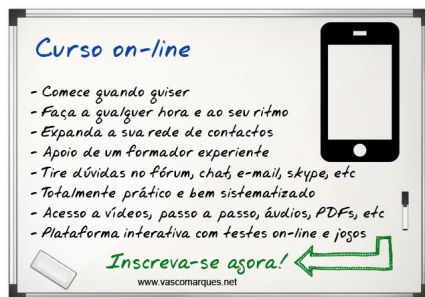 Curso on-line
- Comece quando quiser
- Faça a qualquer hora e ao seu ritmo
- Expanda a sua rede de contactos
- Apoio de um formador experiente
- Tire dúvidas no fórum, chat, e-mail, skype, etc
- Totalmente prático e bem sistematizado
- Acesso a vídeos, passo a passo, áudios, PDFs, etc
- Plataforma interativa com testes on-line e jogos
Inscreva-se agora!
www.vascomarques.net